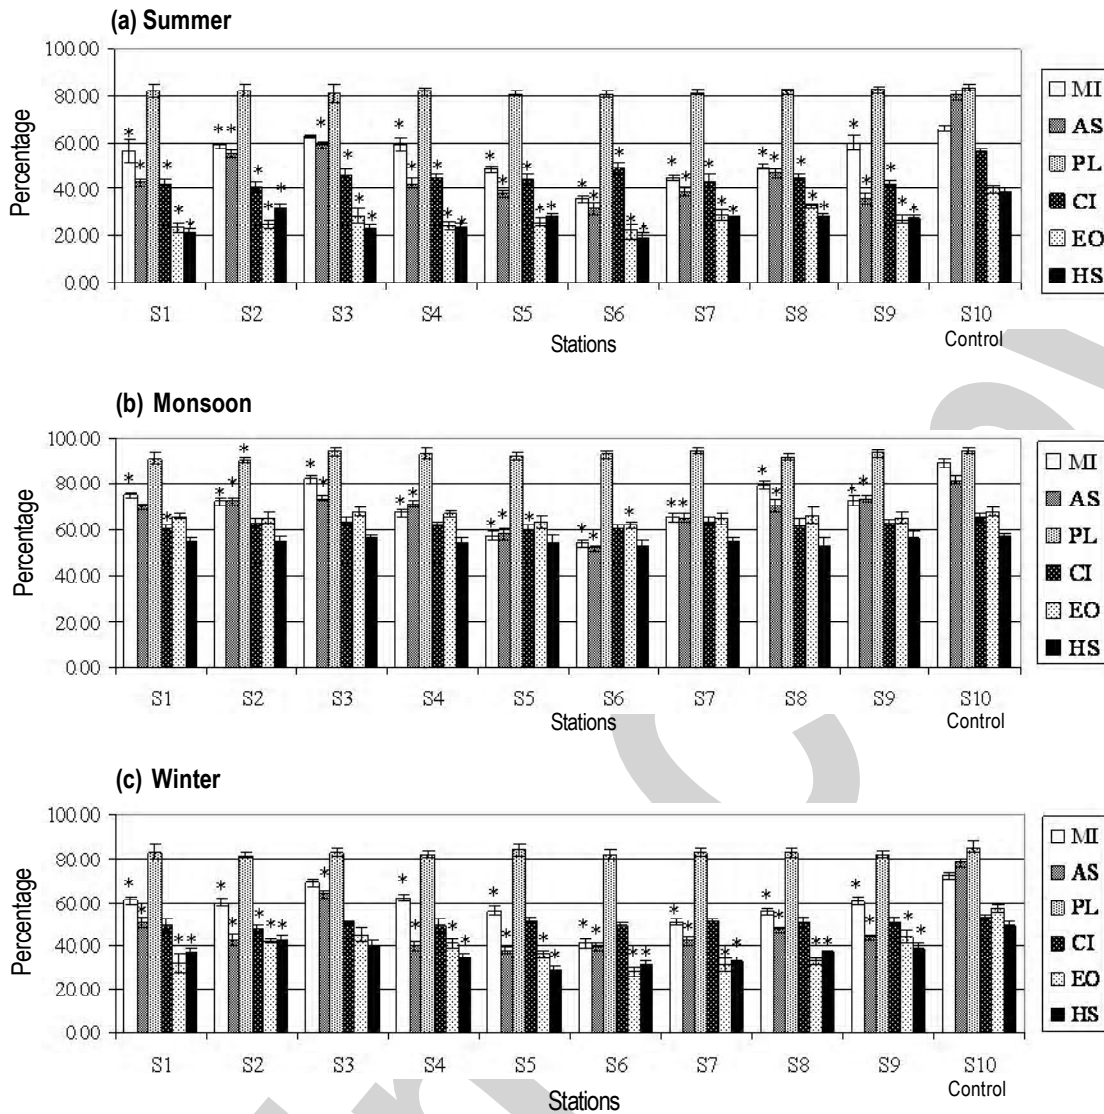 (a) Summer
100.00
80.00
60.00
40.00
20.00
0.00
Percentage
* * * * * * * * * * * * * * * * * * * * * * * * * * * * * * * * * * *
S1 S2 S3 S4 S5 S6 S7 S8 S9 S10
Control
Stations
MI
AS
PL
CI
EO
HS
(b) Monsoon
100.00
80.00
60.00
40.00
20.00
0.00
Percentage
S1 S2 S3 S4 S5 S6 S7 S8 S9 S10
Control
Stations
MI
AS
PL
CI
EO
HS
(c) Winter
100.00
80.00
60.00
40.00
20.00
0.00
Percentage
S1 S2 S3 S4 S5 S6 S7 S8 S9 S10
Control
Stations
MI
AS
PL
CI
EO
HS